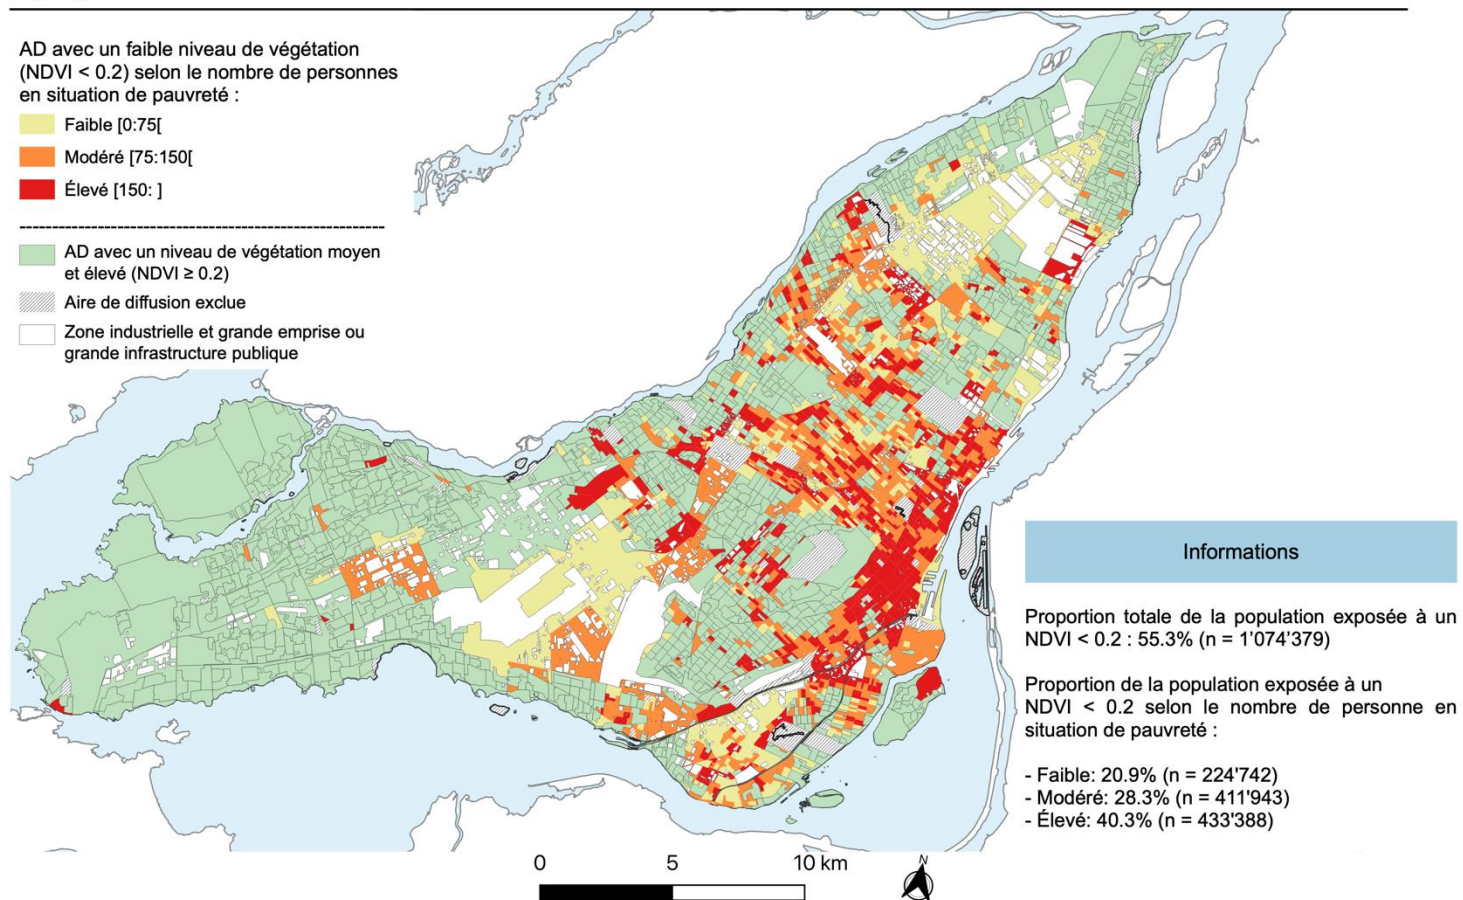 AD avec un faible niveau de végétation
(NDVI < 0.2) selon le nombre de personnes
en situation de pauvreté :
Faible [0:75[
Modéré [75:150[
Élevé [150: ]
AD avec un niveau de végétation moyen
et élevé (NDVI ≥ 0.2)
Aire de diffusion exclue
Zone industrielle et grande emprise ou
grande infrastructure publique
Informations
Proportion totale de la population exposée à un
NDVI < 0.2 : 55.3% (n = 1'074'379)
Proportion de la population exposée à un
NDVI < 0.2 selon le nombre de personne en
situation de pauvreté :
- Faible: 20.9% (n = 224'742)
- Modéré: 28.3% (n = 411'943)
- Élevé: 40.3% (n = 433'388)
0 5 10 km
N